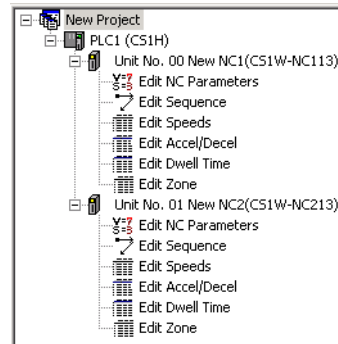 New Project
PLC1 (CS1H)
Unit No. 00 New NC1(CS1W-NC113)
Edit NC Parameters
Edit Sequence
Edit Speeds
Edit Accel/Decel
Edit Dwell Time
Edit Zone
Unit No. 01 New NC2(CS1W-NC213)
Edit NC Parameters
Edit Sequence
Edit Speeds
Edit Accel/Decel
Edit Dwell Time
Edit Zone